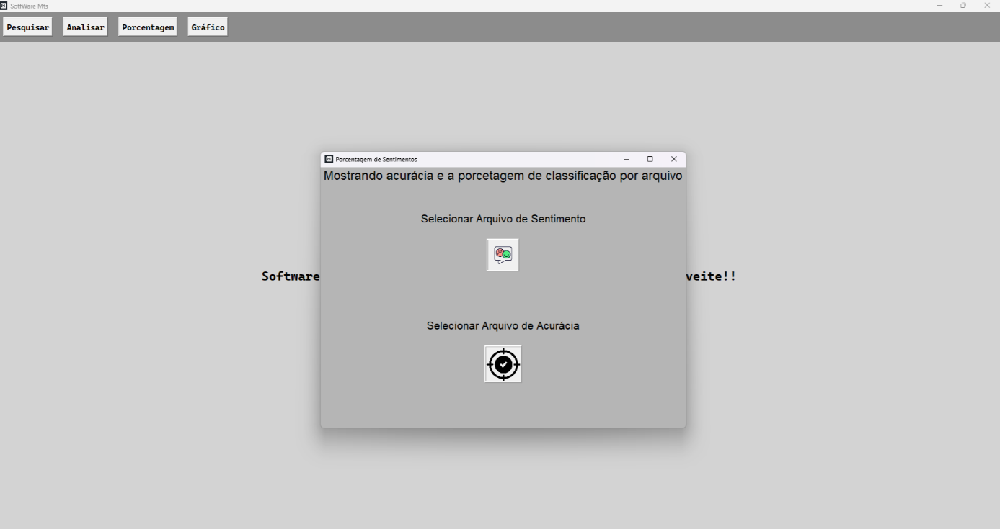 SotfWare Mts
Pesquisar Analisar Porcentagem Gráfico
Porcentagem de Sentimentos
Mostrando acurácia e a porcetagem de classificação por arquivo
Selecionar Arquivo de Sentimento
Software veite!!
Selecionar Arquivo de Acurácia